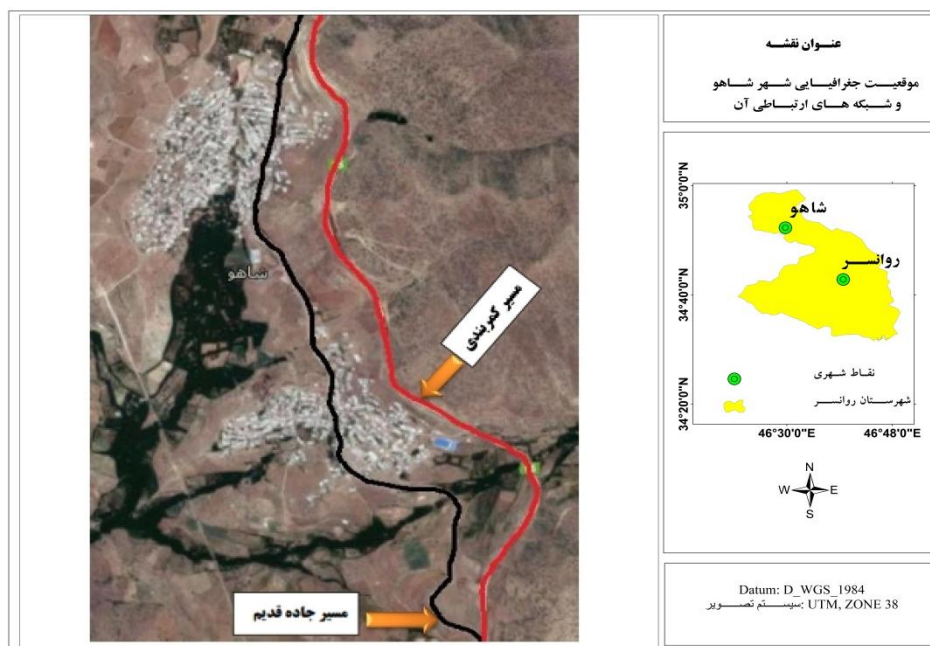 عنوان نقشه
موقعیت جغرافیایی شهر شاهو
و شبکه های ارتباطی آن
شاهو
مسیر کمربندی
مسیر جاده قدیم
35°0'0"N
34°40'0"N
34°20'0"N
شاهو
روانسر
نقاط شهری
شهرستان روانسر
46°30'0"E
46°48'0"E
N
W
E
S
Datum: D_WGS_1984
سیستم تصویر: UTM, ZONE 38